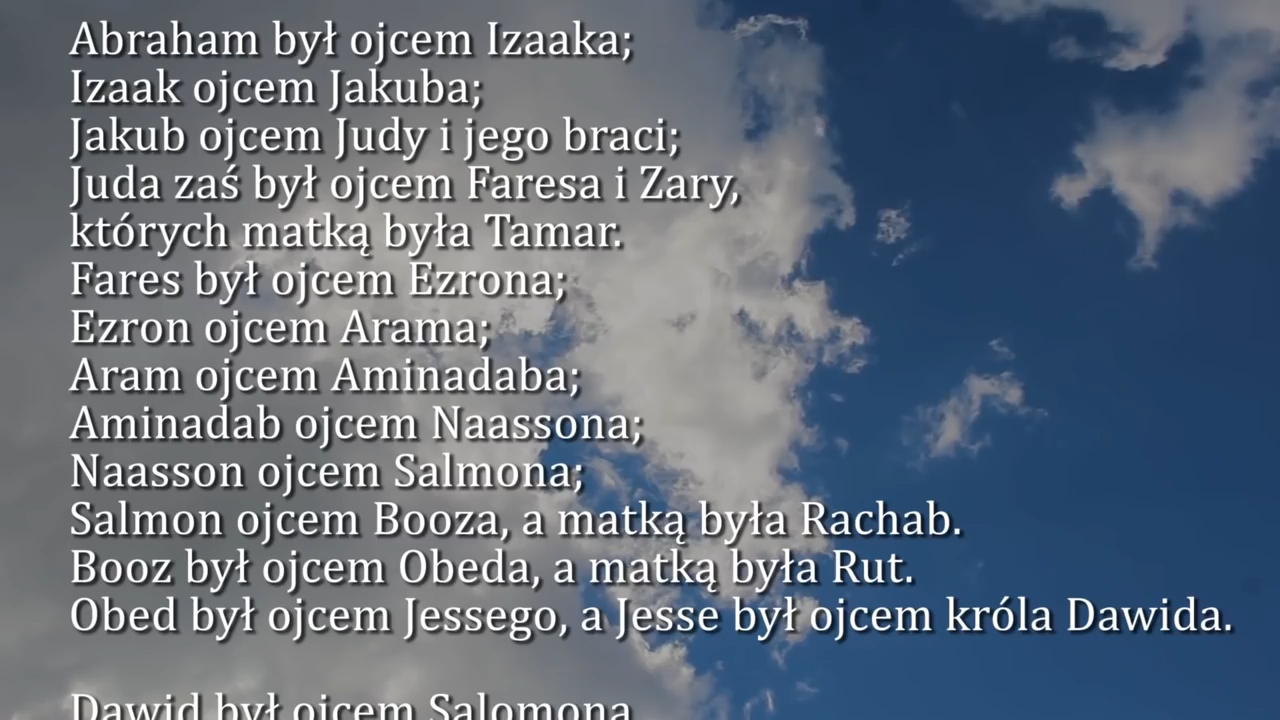 Abraham był ojcem Izaaka;
Izaak ojcem Jakuba;
Jakub ojcem Judy i jego braci;
Juda zaś był ojcem Faresa i Zary,
których matką była Tamar.
Fares był ojcem Ezrona;
Ezron ojcem Arama;
Aram ojcem Aminadaba;
Aminadab ojcem Naassona;
Naasson ojcem Salmona;
Salmon ojcem Booza, a matką była Rachab.
Booz był ojcem Obeda, a matką była Rut.
Obed był ojcem Jessego, a Jesse był ojcem króla Dawida.
Dawid był ojcem Salomona